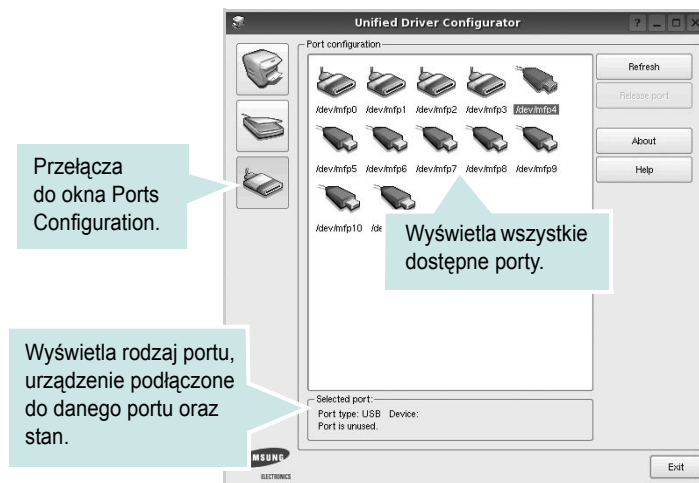 Unified Driver Configurator
Port configuration
/dev/mfp0 /dev/mfp1 /dev/mfp2 /dev/mfp3 /dev/mfp4
/dev/mfp5 /dev/mfp6 /dev/mfp7 /dev/mfp8 /dev/mfp9
/dev/mfp10 /de
Refresh
Release port
About
Help
Przełącza
do okna Ports
Configuration.
Wyświetla wszystkie
dostępne porty.
Wyświetla rodzaj portu,
urządzenie podłączone
do danego portu oraz
stan.
Selected port:
Port type: USB Device:
Port is unused.
MSUNG
ELECTRONICS
Exit